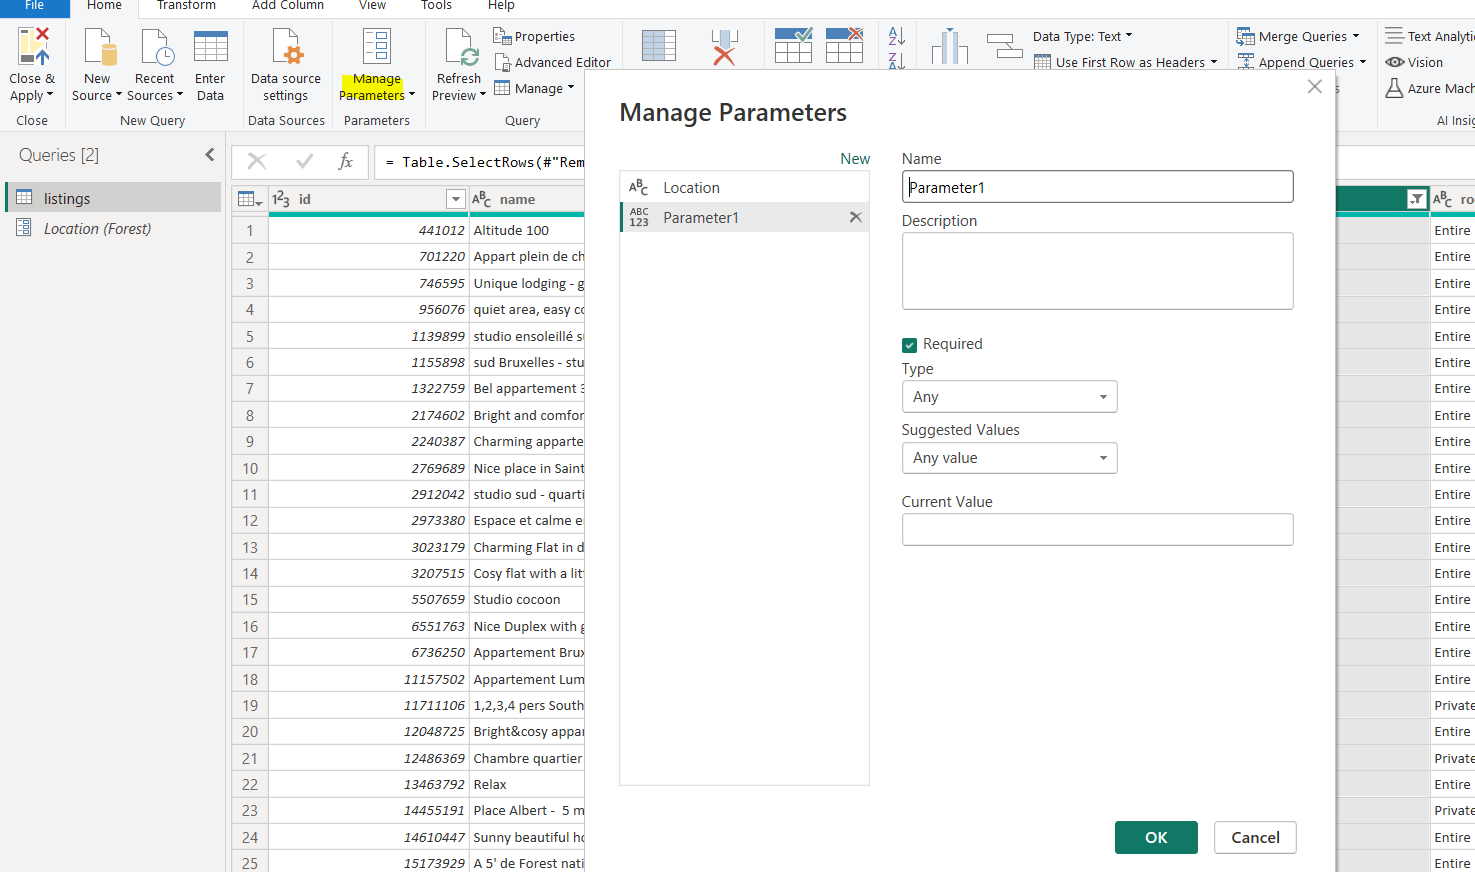 File Home Transform Add Column View Tools Help
Close & Apply
New Source
Recent Sources
Enter Data
Data source settings
Manage Parameters
Refresh Preview
Properties
Advanced Editor
Manage
Data Type: Text
Use First Row as Headers
Merge Queries
Append Queries
Text Analytic
Vision
Azure Mach
Close
New Query
Data Sources
Parameters
Query
AI Insig
Queries [2]
listings
Location (Forest)
fx
= Table.SelectRows(#"Rem
1²3 id
ABC name
ABC ro
1 441012 Altitude 100 Entire
2 701220 Appart plein de ch Entire
3 746595 Unique lodging - g Entire
4 956076 quiet area, easy co Entire
5 1139899 studio ensoleillé s Entire
6 1155898 sud Bruxelles - stu Entire
7 1322759 Bel appartement 3 Entire
8 2174602 Bright and comfor Entire
9 2240387 Charming apparte Entire
10 2769689 Nice place in Saint Entire
11 2912042 studio sud - quarti Entire
12 2973380 Espace et calme e Entire
13 3023179 Charming Flat in d Entire
14 3207515 Cosy flat with a lit Entire
15 5507659 Studio cocoon Entire
16 6551763 Nice Duplex with g Entire
17 6736250 Appartement Brux Entire
18 11157502 Appartement Lum Entire
19 11711106 1,2,3,4 pers South Private
20 12048725 Bright&cosy appar Entire
21 12486369 Chambre quartier Private
22 13463792 Relax Entire
23 14455191 Place Albert - 5 m Private
24 14610447 Sunny beautiful ho Entire
25 15173929 A 5' de Forest nati Entire
Manage Parameters
New
ABC Location
ABC 123 Parameter1
Name
Parameter1
Description
Required
Type
Any
Suggested Values
Any value
Current Value
OK
Cancel